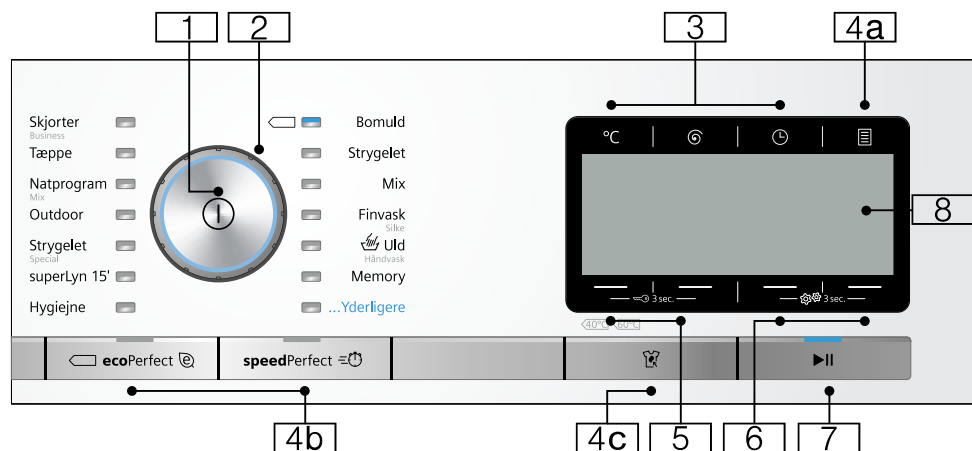 1 2 3 4a
Skjorter
Business
Tæppe
Natprogram
Mix
Outdoor
Strygelet
Special
superLyn 15'
Hygiejne
Bomuld
Strygelet
Mix
Finvask
Silke
Uld
Håndvask
Memory
...Yderligere
°C
8
3 sec. 3 sec.
40°C 60°C
ecoPerfect e speedPerfect
4b 4c 5 6 7